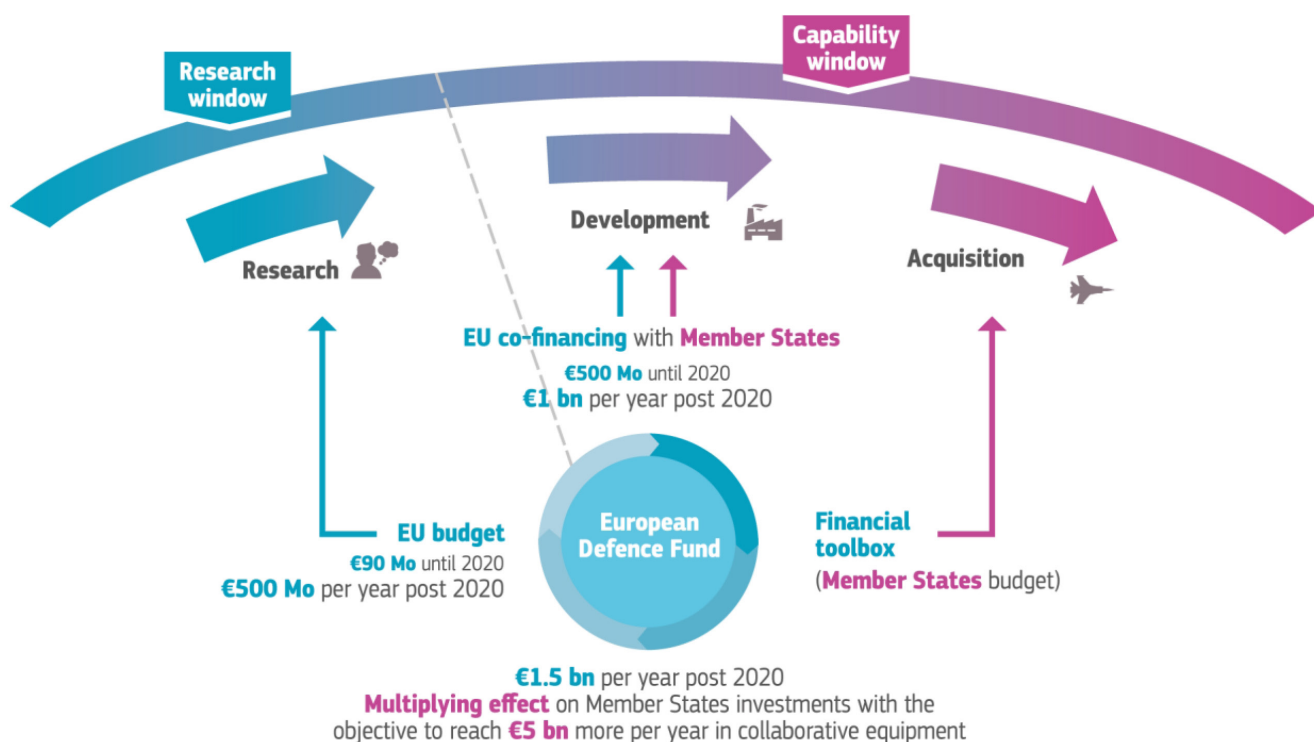 Research
window
Capability
window
Research
Development
Acquisition
EU co-financing with Member States
€500 Mo until 2020
€1 bn per year post 2020
EU budget
€90 Mo until 2020
€500 Mo per year post 2020
European
Defence Fund
Financial
toolbox
(Member States budget)
€1.5 bn per year post 2020
Multiplying effect on Member States investments with the
objective to reach €5 bn more per year in collaborative equipment